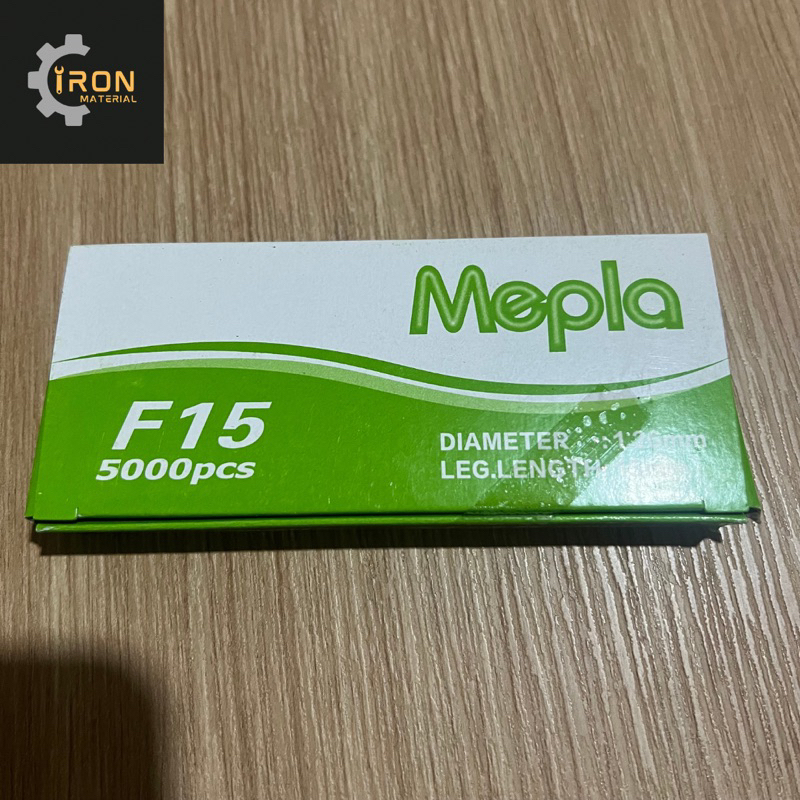 iRON
MATERIAL
Mepla
F15
5000pcs
DIAMETER :
LEG.LENGTH